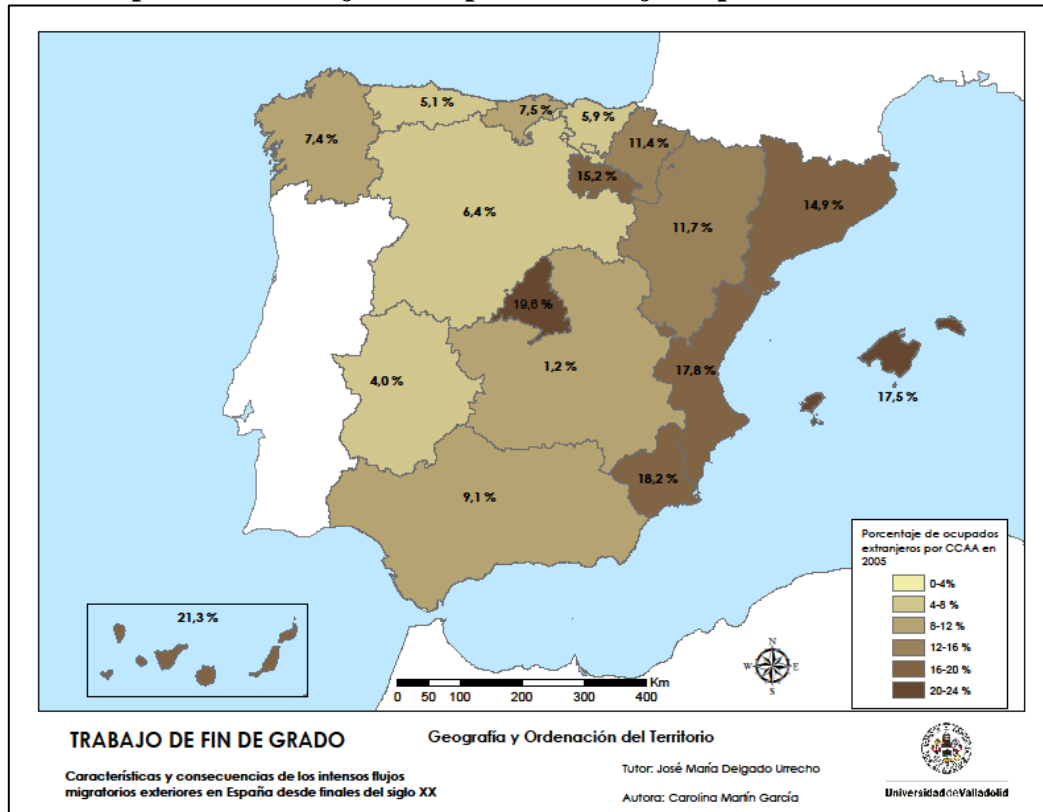 5,1 %
7,5 %
5,9 %
7,4 %
11,4 %
15,2 %
14,9 %
6,4 %
11,7 %
19,6 %
1,2 %
17,8 %
4,0 %
17,5 %
18,2 %
9,1 %
21,3 %
Porcentaje de ocupados
extranjeros por CCAA en
2005
0-4%
4-8 %
8-12 %
12-16 %
16-20 %
20-24 %
N
W E
S
Km
0 50 100 200 300 400
TRABAJO DE FIN DE GRADO
Características y consecuencias de los intensos flujos
migratorios exteriores en España desde finales del siglo XX
Geografía y Ordenación del Territorio
Tutor: José María Delgado Urrecho
Autora: Carolina Martín García
Universidad de Valladolid